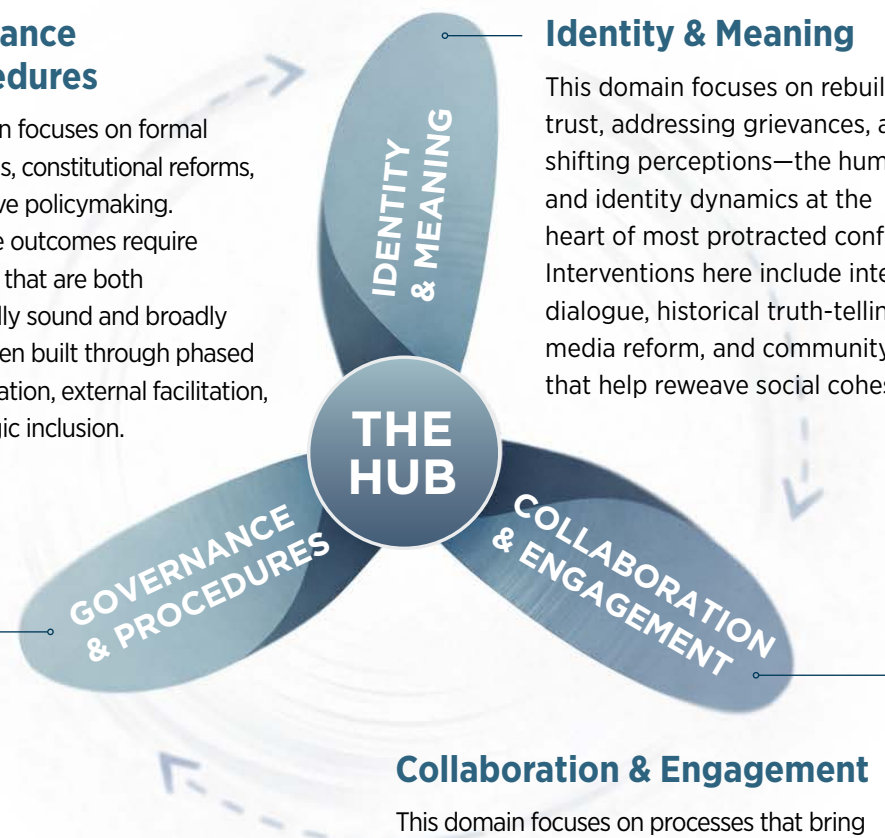 ance
edures
n focuses on formal
s, constitutional reforms,
ve policymaking.
e outcomes require
that are both
lly sound and broadly
en built through phased
ation, external facilitation,
gic inclusion.
Identity & Meaning
This domain focuses on rebuil
trust, addressing grievances, a
shifting perceptions—the hum
and identity dynamics at the
heart of most protracted conf
Interventions here include inte
dialogue, historical truth-tellin
media reform, and community
that help reweave social cohes
IDENTITY
& MEANING
THE
HUB
GOVERNANCE
& PROCEDURES
COLLABORATION
& ENGAGEMENT
Collaboration & Engagement
This domain focuses on processes that bring